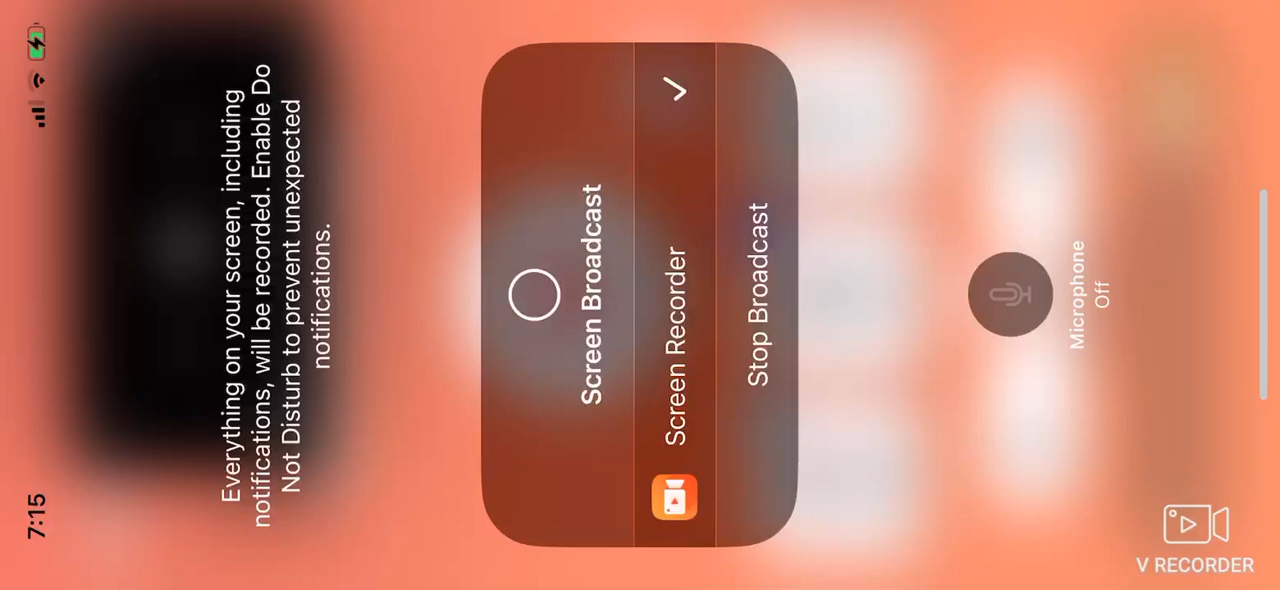 7:15
Everything on your screen, including
notifications, will be recorded. Enable Do
Not Disturb to prevent unexpected
notifications.
Screen Broadcast
Screen Recorder
Stop Broadcast
Microphone
Off
V RECORDER